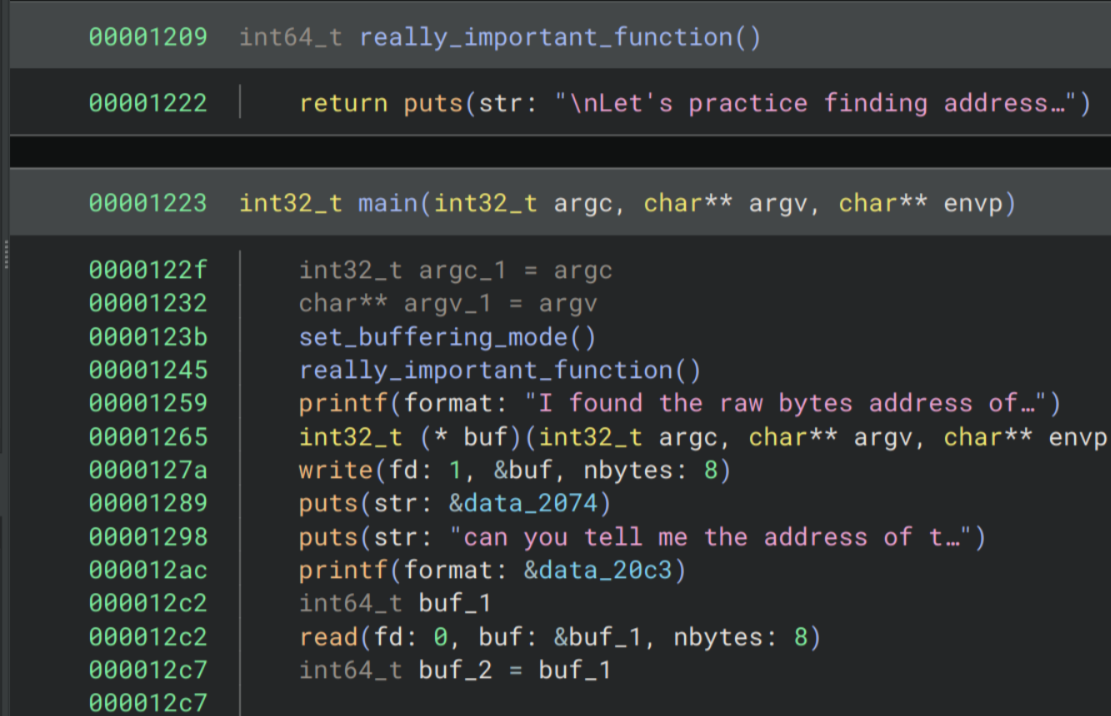 00001209 int64_t really_important_function()
00001222 return puts(str: "\nLet's practice finding address…")
00001223 int32_t main(int32_t argc, char** argv, char** envp)
0000122f int32_t argc_1 = argc
00001232 char** argv_1 = argv
0000123b set_buffering_mode()
00001245 really_important_function()
00001259 printf(format: "I found the raw bytes address of…")
00001265 int32_t (* buf)(int32_t argc, char** argv, char** envp
0000127a write(fd: 1, &buf, nbytes: 8)
00001289 puts(str: &data_2074)
00001298 puts(str: "can you tell me the address of t…")
000012ac printf(format: &data_20c3)
000012c2 int64_t buf_1
000012c2 read(fd: 0, buf: &buf_1, nbytes: 8)
000012c7 int64_t buf_2 = buf_1
000012c7